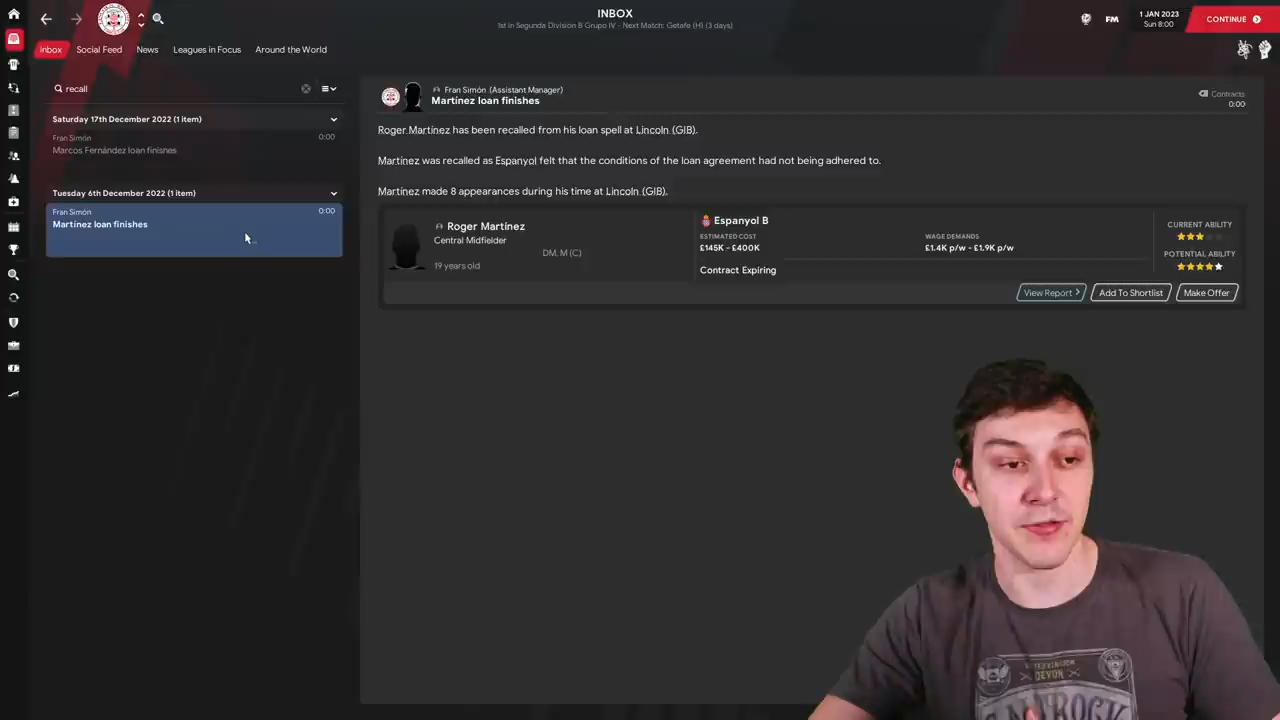 INBOX
1st in Segunda Division B Grupo IV - Next Match: Getafe (H) (3 days)
FM
1 JAN 2023
Sun 8:00
CONTINUE
Inbox
Social Feed
News
Leagues in Focus
Around the World
recall
Saturday 17th December 2022 (1 item)
Fran Simón
0:00
Marcos Fernández loan finishes
Tuesday 6th December 2022 (1 item)
Fran Simón
0:00
Martínez loan finishes
Fran Simón (Assistant Manager)
Martínez loan finishes
Contracts
0:00
Roger Martínez has been recalled from his loan spell at Lincoln (GIB).
Martínez was recalled as Espanyol felt that the conditions of the loan agreement had not being adhered to.
Martínez made 8 appearances during his time at Lincoln (GIB).
Roger Martínez
Central Midfielder
19 years old
DM, M (C)
Espanyol B
ESTIMATED COST
£145K - £400K
WAGE DEMANDS
£1.4K p/w - £1.9K p/w
Contract Expiring
CURRENT ABILITY
POTENTIAL ABILITY
View Report
Add To Shortlist
Make Offer
DEVON